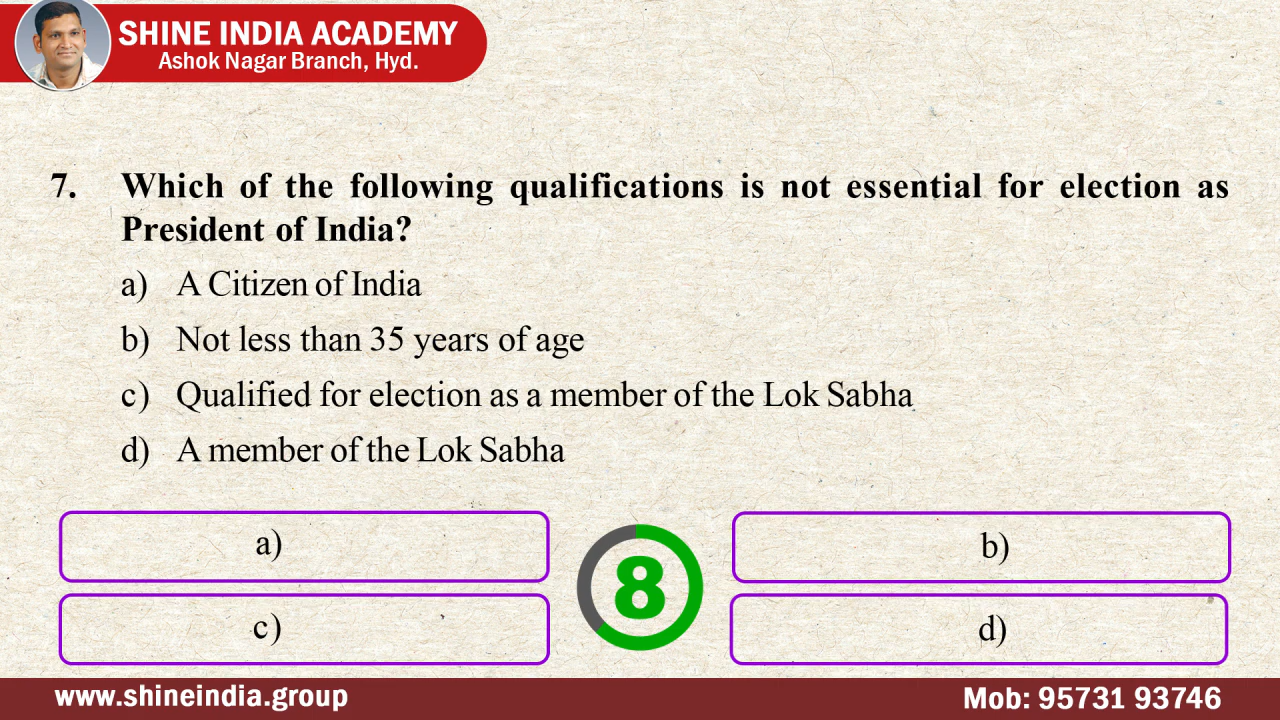 SHINE INDIA ACADEMY
Ashok Nagar Branch, Hyd.
7. Which of the following qualifications is not essential for election as
President of India?
a) A Citizen of India
b) Not less than 35 years of age
c) Qualified for election as a member of the Lok Sabha
d) A member of the Lok Sabha
a)
b)
8
c)
d)
www.shineindia.group
Mob: 95731 93746